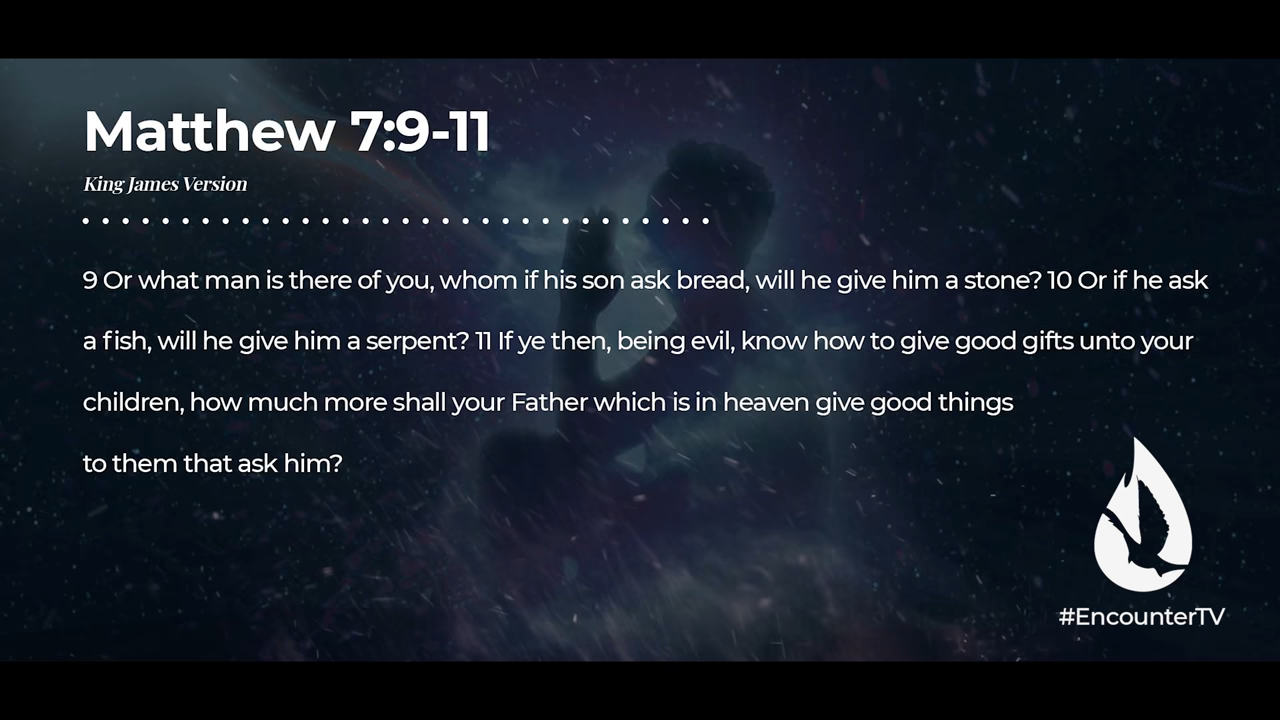 Matthew 7:9-11
King James Version
9 Or what man is there of you, whom if his son ask bread, will he give him a stone? 10 Or if he ask
a fish, will he give him a serpent? 11 If ye then, being evil, know how to give good gifts unto your
children, how much more shall your Father which is in heaven give good things
to them that ask him?
#EncounterTV